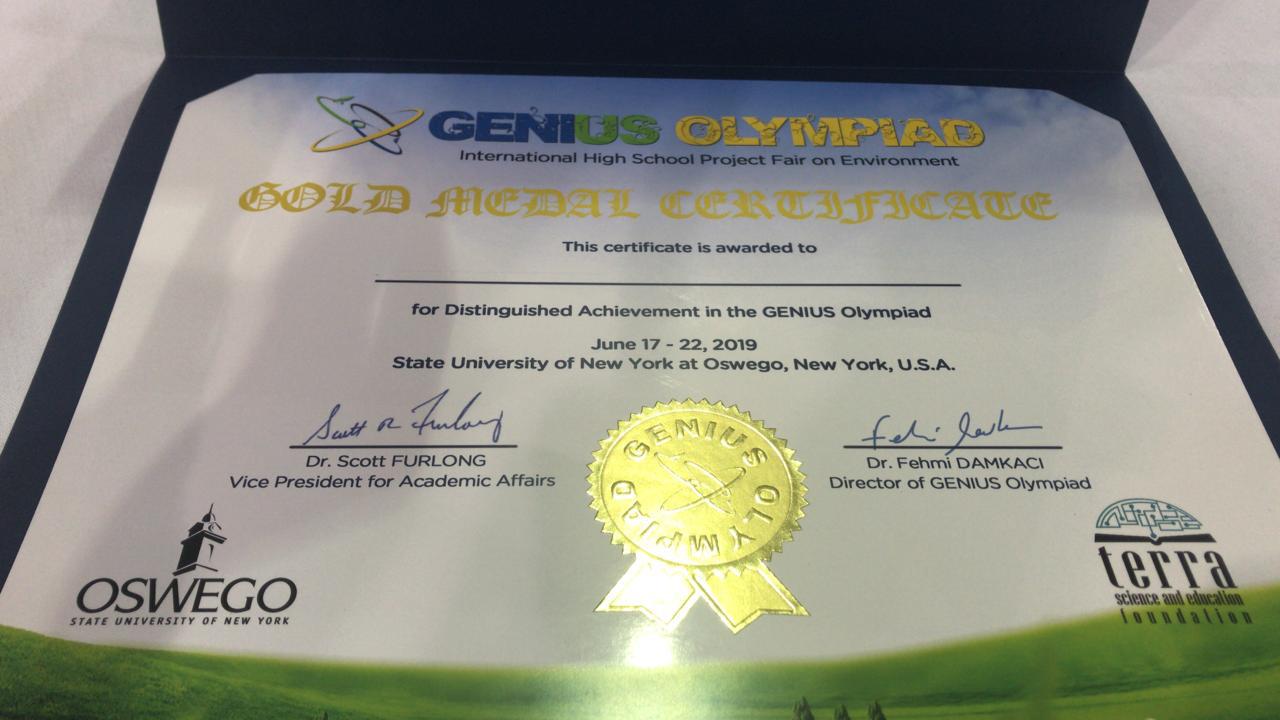 GENIUS OLYMPIAD
International High School Project Fair on Environment
GOLD MEDAL CERTIFICATE
This certificate is awarded to
for Distinguished Achievement in the GENIUS Olympiad
June 17 - 22, 2019
State University of New York at Oswego, New York, U.S.A.
Scott R Furlong
Dr. Scott FURLONG
Vice President for Academic Affairs
Dr. Fehmi DAMKACI
Director of GENIUS Olympiad
GENIUS OLYMPIAD
OSWEGO
STATE UNIVERSITY OF NEW YORK
terra
science and education
foundation